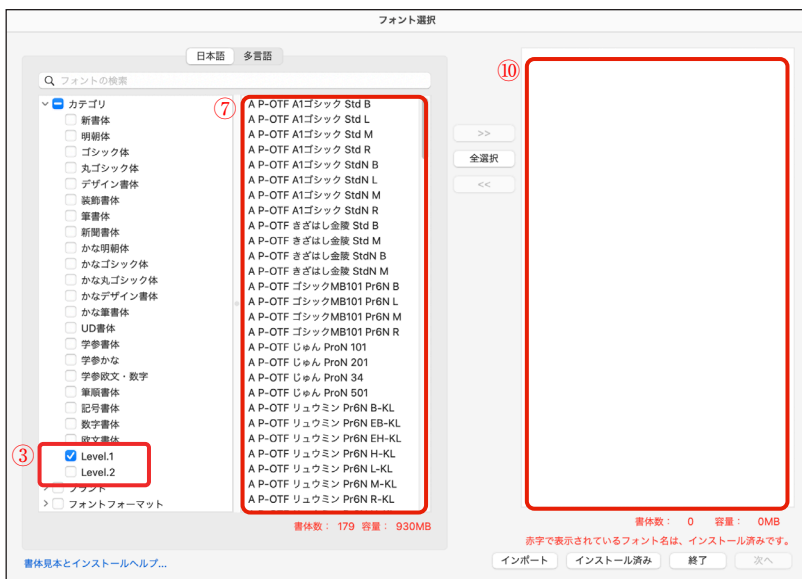 フォント選択
日本語
多言語
フォントの検索
カテゴリ
新書体
明朝体
ゴシック体
丸ゴシック体
デザイン書体
装飾書体
筆書体
新聞書体
かな明朝体
かなゴシック体
かな丸ゴシック体
かなデザイン書体
かな筆書体
UD書体
学参書体
学参かな
学参欧文・数字
筆順書体
記号書体
数字書体
欧文書体
③
Level.1
Level.2
ブランド
フォントフォーマット
⑦
A P-OTF A1ゴシック Std B
A P-OTF A1ゴシック Std L
A P-OTF A1ゴシック Std M
A P-OTF A1ゴシック Std R
A P-OTF A1ゴシック StdN B
A P-OTF A1ゴシック StdN L
A P-OTF A1ゴシック StdN M
A P-OTF A1ゴシック StdN R
A P-OTF きざはし金陵 Std B
A P-OTF きざはし金陵 Std M
A P-OTF きざはし金陵 StdN B
A P-OTF きざはし金陵 StdN M
A P-OTF ゴシックMB101 Pr6N B
A P-OTF ゴシックMB101 Pr6N L
A P-OTF ゴシックMB101 Pr6N M
A P-OTF ゴシックMB101 Pr6N R
A P-OTF じゅん ProN 101
A P-OTF じゅん ProN 201
A P-OTF じゅん ProN 34
A P-OTF じゅん ProN 501
A P-OTF リュウミン Pr6N B-KL
A P-OTF リュウミン Pr6N EB-KL
A P-OTF リュウミン Pr6N EH-KL
A P-OTF リュウミン Pr6N H-KL
A P-OTF リュウミン Pr6N L-KL
A P-OTF リュウミン Pr6N M-KL
A P-OTF リュウミン Pr6N R-KL
書体数： 179 容量： 930MB
>>
全選択
<<
⑩
書体数： 0 容量： 0MB
赤字で表示されているフォント名は、インストール済みです。
書体見本とインストールヘルプ...
インポート
インストール済み
終了
次へ